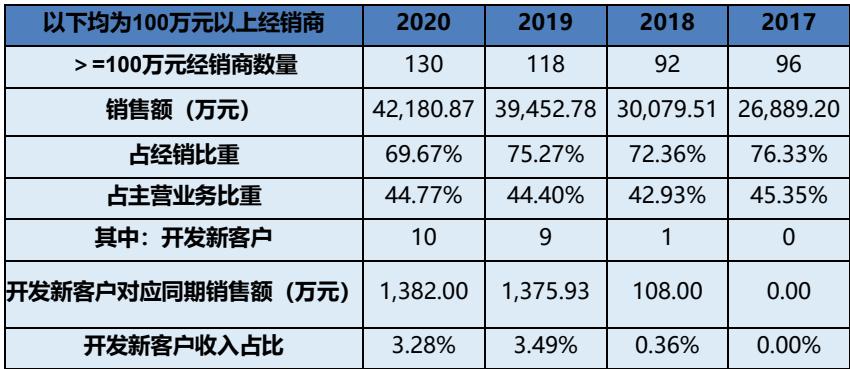 以下均为100万元以上经销商 2020 2019 2018 2017
＞=100万元经销商数量 130 118 92 96
销售额（万元） 42,180.87 39,452.78 30,079.51 26,889.20
占经销比重 69.67% 75.27% 72.36% 76.33%
占主营业务比重 44.77% 44.40% 42.93% 45.35%
其中：开发新客户 10 9 1 0
开发新客户对应同期销售额（万元） 1,382.00 1,375.93 108.00 0.00
开发新客户收入占比 3.28% 3.49% 0.36% 0.00%